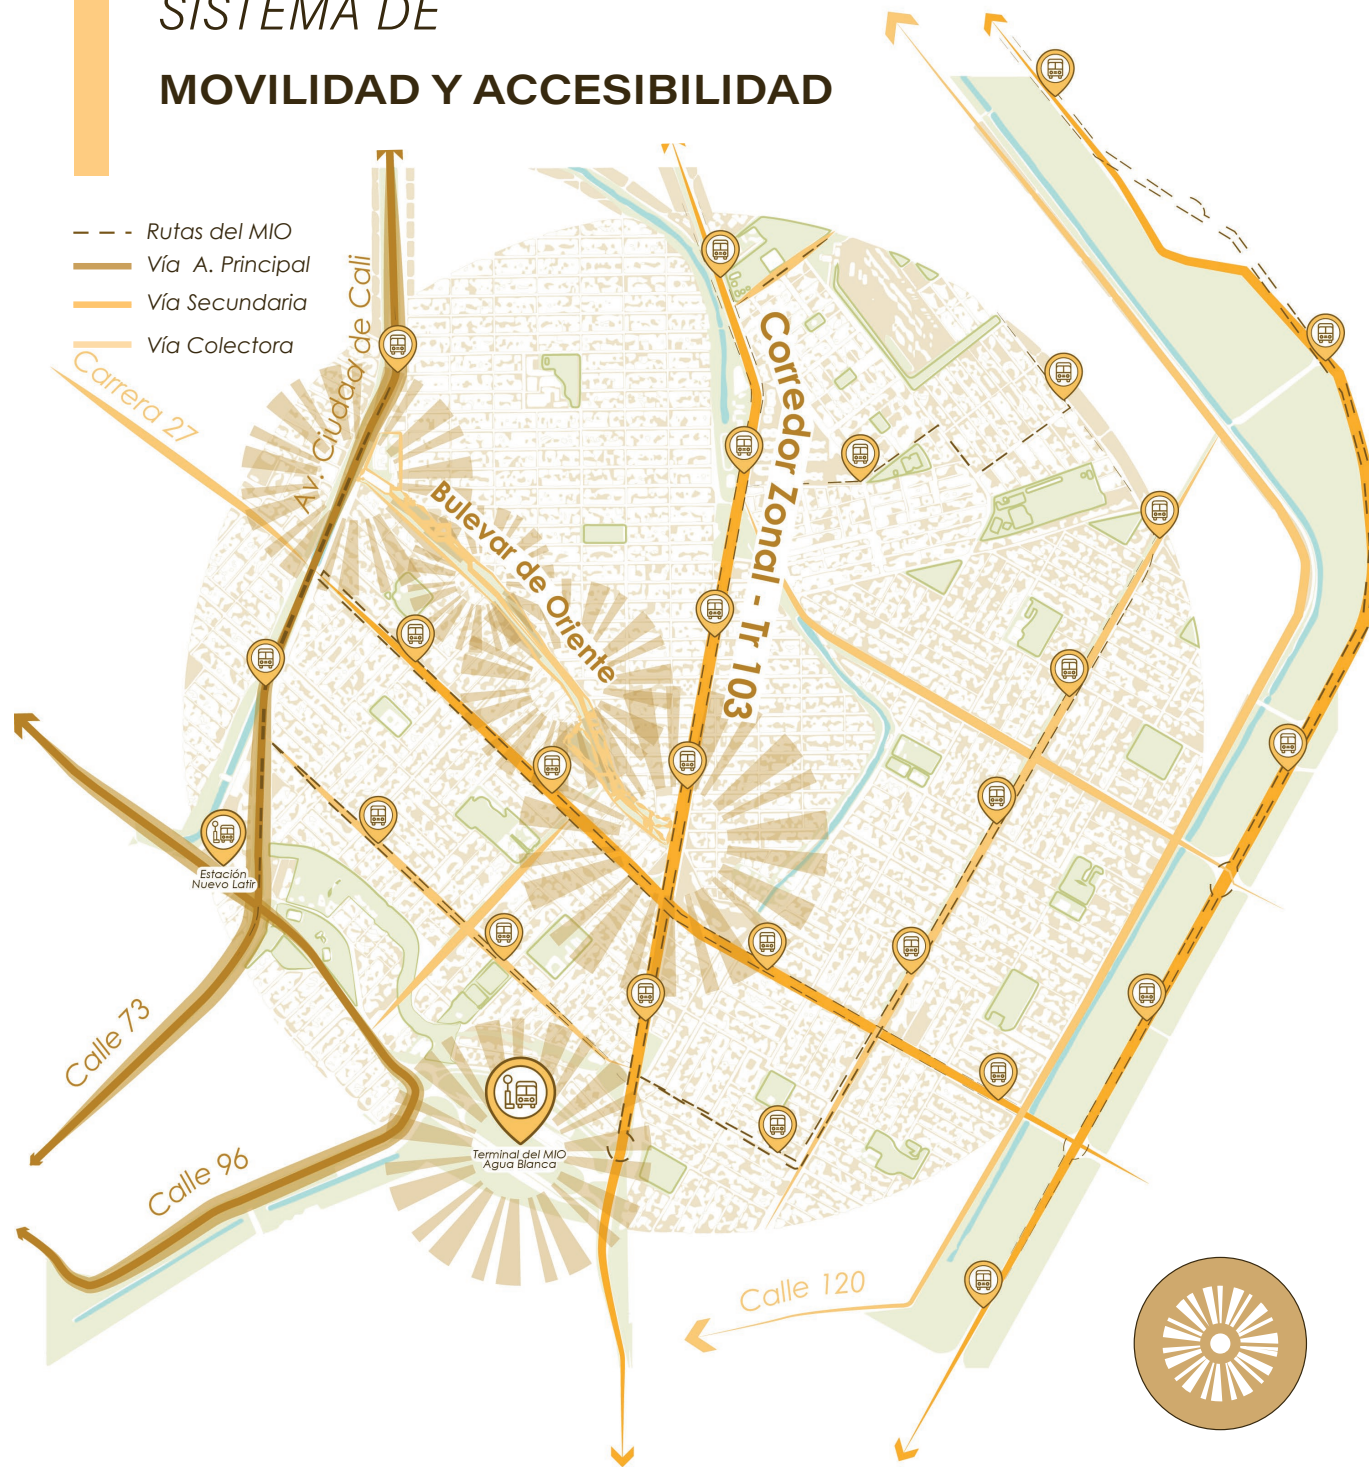 SISTEMA DE
MOVILIDAD Y ACCESIBILIDAD
Rutas del MIO
Vía A. Principal
Vía Secundaria
Vía Colectora
Carrera 27
Av. Ciudad de Cali
Bulevar de Oriente
Corredor Zonal - Tr 103
Estación
Nuevo Latir
Calle 73
Calle 96
Terminal del MIO
Agua Blanca
Calle 120